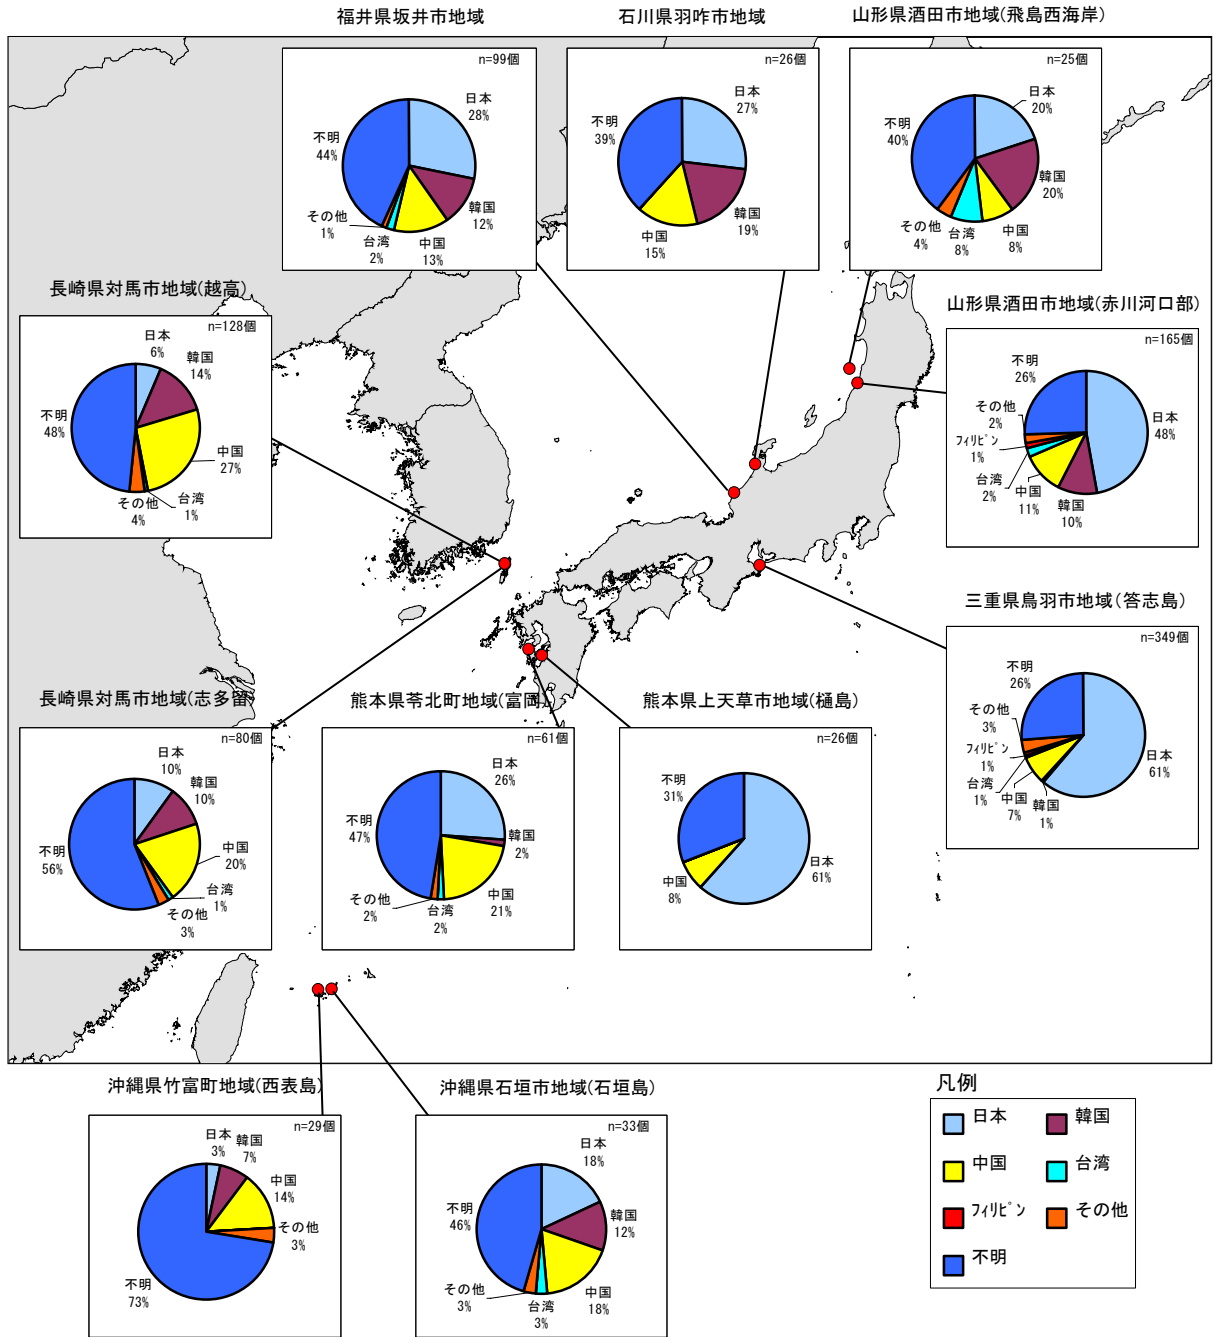 福井県坂井市地域
n=99個
日本
28%
韓国
12%
中国
13%
台湾
2%
その他
1%
不明
44%
石川県羽咋市地域
n=26個
日本
27%
韓国
19%
中国
15%
不明
39%
山形県酒田市地域(飛島西海岸)
n=25個
日本
20%
韓国
20%
中国
8%
台湾
8%
その他
4%
不明
40%
長崎県対馬市地域(越高)
n=128個
日本
6%
韓国
14%
中国
27%
台湾
1%
その他
4%
不明
48%
山形県酒田市地域(赤川河口部)
n=165個
日本
48%
韓国
10%
中国
11%
台湾
2%
フィリピン
1%
その他
2%
不明
26%
三重県鳥羽市地域(答志島)
n=349個
日本
61%
韓国
1%
中国
7%
台湾
1%
フィリピン
1%
その他
3%
不明
26%
長崎県対馬市地域(志多留)
n=80個
日本
10%
韓国
10%
中国
20%
台湾
1%
その他
3%
不明
56%
熊本県苓北町地域(富岡)
n=61個
日本
26%
韓国
2%
中国
21%
台湾
2%
その他
2%
不明
47%
熊本県上天草市地域(樋島)
n=26個
日本
61%
中国
8%
不明
31%
沖縄県竹富町地域(西表島)
n=29個
日本
3%
韓国
7%
中国
14%
その他
3%
不明
73%
沖縄県石垣市地域(石垣島)
n=33個
日本
18%
韓国
12%
中国
18%
台湾
3%
その他
3%
不明
46%
凡例
日本
韓国
中国
台湾
フィリピン
その他
不明